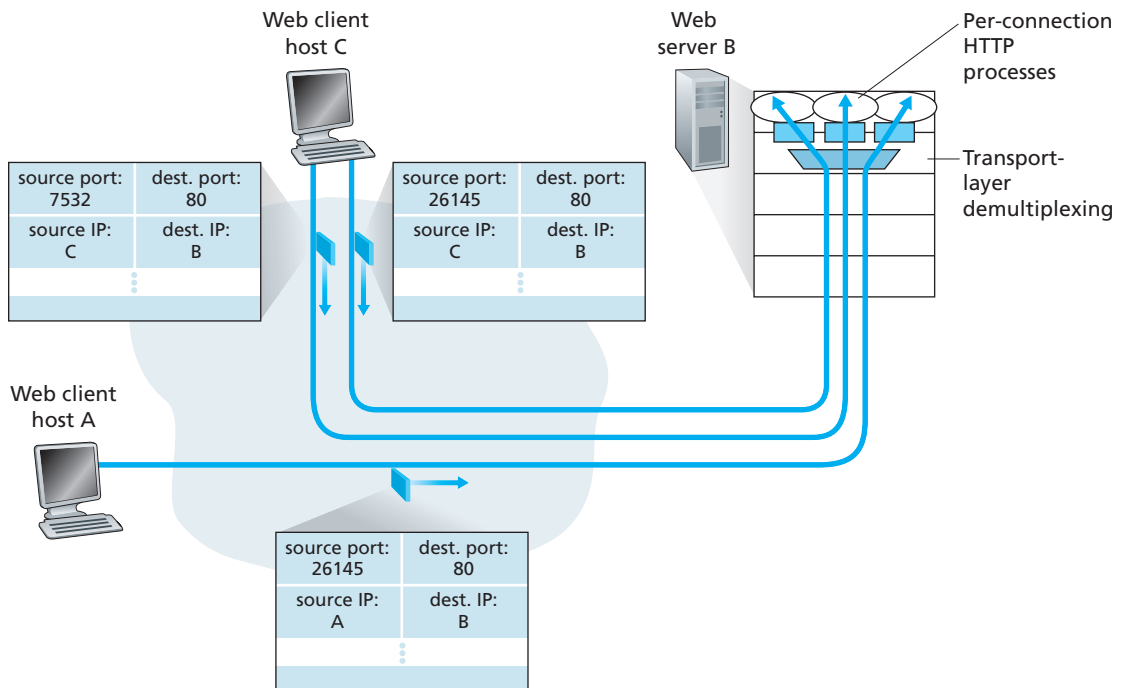 Web client
host C
Web
server B
Per-connection
HTTP
processes
Transport-
layer
demultiplexing
source port:
7532
dest. port:
80
source IP:
C
dest. IP:
B
source port:
26145
dest. port:
80
source IP:
C
dest. IP:
B
Web client
host A
source port:
26145
dest. port:
80
source IP:
A
dest. IP:
B